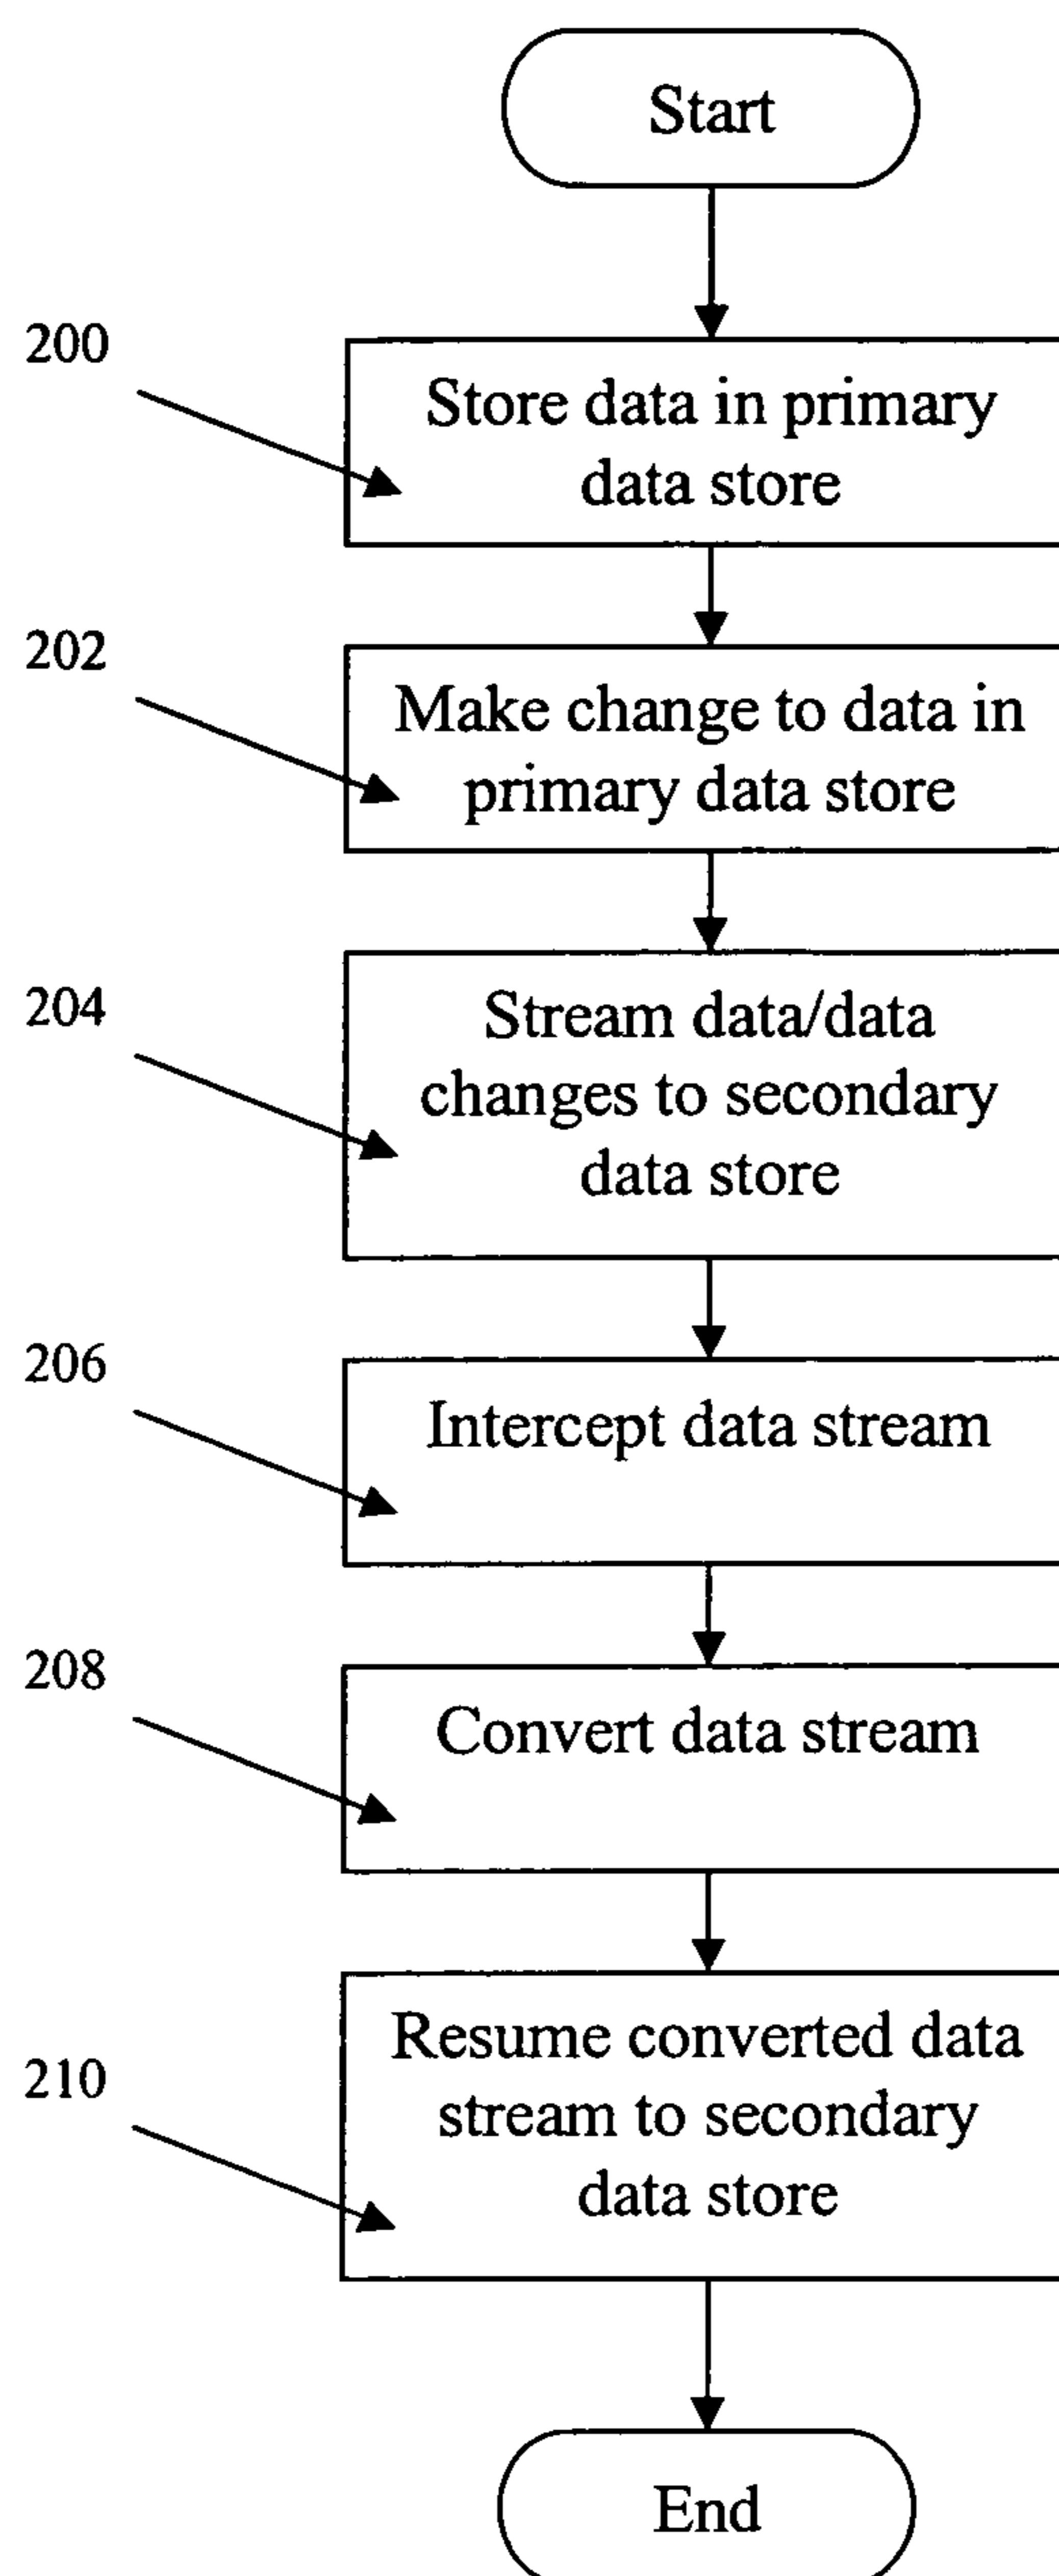 Start
200
Store data in primary
data store
202
Make change to data in
primary data store
204
Stream data/data
changes to secondary
data store
206
Intercept data stream
208
Convert data stream
210
Resume converted data
stream to secondary
data store
End